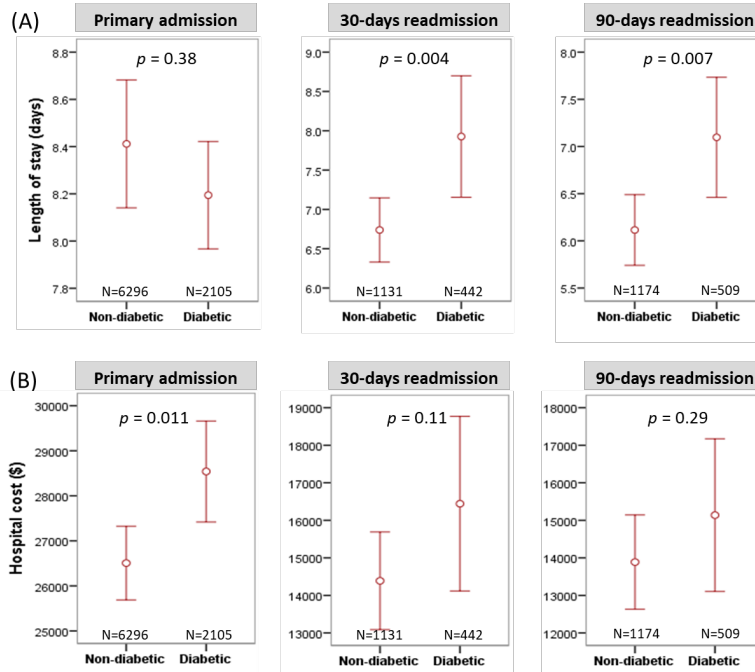 (A)
Primary admission
30-days readmission
90-days readmission
Length of stay (days)
8.8
8.6
8.4
8.2
8.0
7.8
p = 0.38
N=6296 N=2105
Non-diabetic Diabetic
9.0
8.5
8.0
7.5
7.0
6.5
6.0
p = 0.004
N=1131 N=442
Non-diabetic Diabetic
8.0
7.5
7.0
6.5
6.0
5.5
p = 0.007
N=1174 N=509
Non-diabetic Diabetic
(B)
Primary admission
30-days readmission
90-days readmission
Hospital cost ($)
30000
29000
28000
27000
26000
25000
p = 0.011
N=6296 N=2105
Non-diabetic Diabetic
19000
18000
17000
16000
15000
14000
13000
p = 0.11
N=1131 N=442
Non-diabetic Diabetic
18000
17000
16000
15000
14000
13000
12000
p = 0.29
N=1174 N=509
Non-diabetic Diabetic